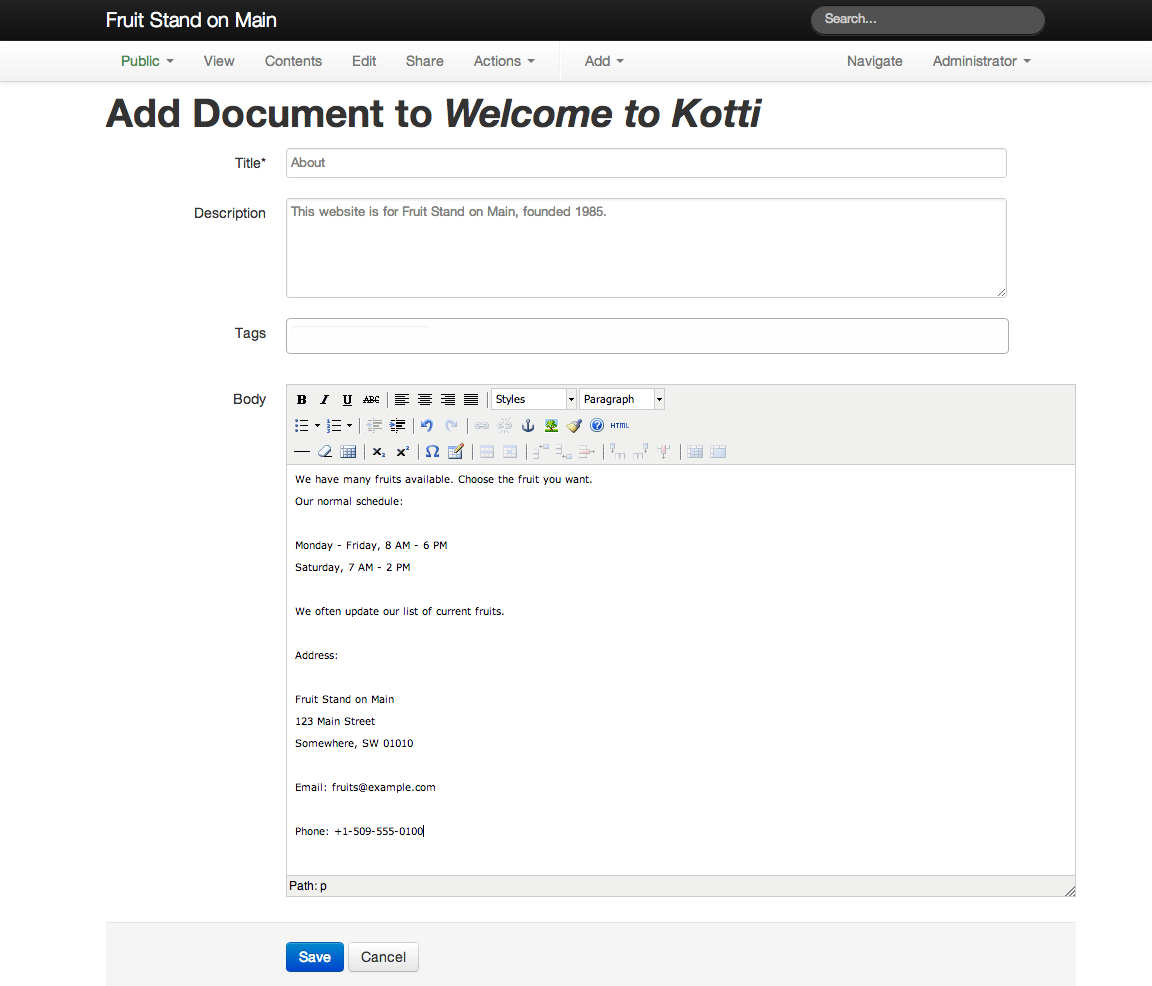 Fruit Stand on Main
Search...
Public View Contents Edit Share Actions Add Navigate Administrator
Add Document to Welcome to Kotti
Title* About
Description This website is for Fruit Stand on Main, founded 1985.
Tags
Body
B I U ABC Styles Paragraph
HTML
x₂ x² Ω
We have many fruits available. Choose the fruit you want.
Our normal schedule:
Monday - Friday, 8 AM - 6 PM
Saturday, 7 AM - 2 PM
We often update our list of current fruits.
Address:
Fruit Stand on Main
123 Main Street
Somewhere, SW 01010
Email: fruits@example.com
Phone: +1-509-555-0100
Path: p
Save Cancel